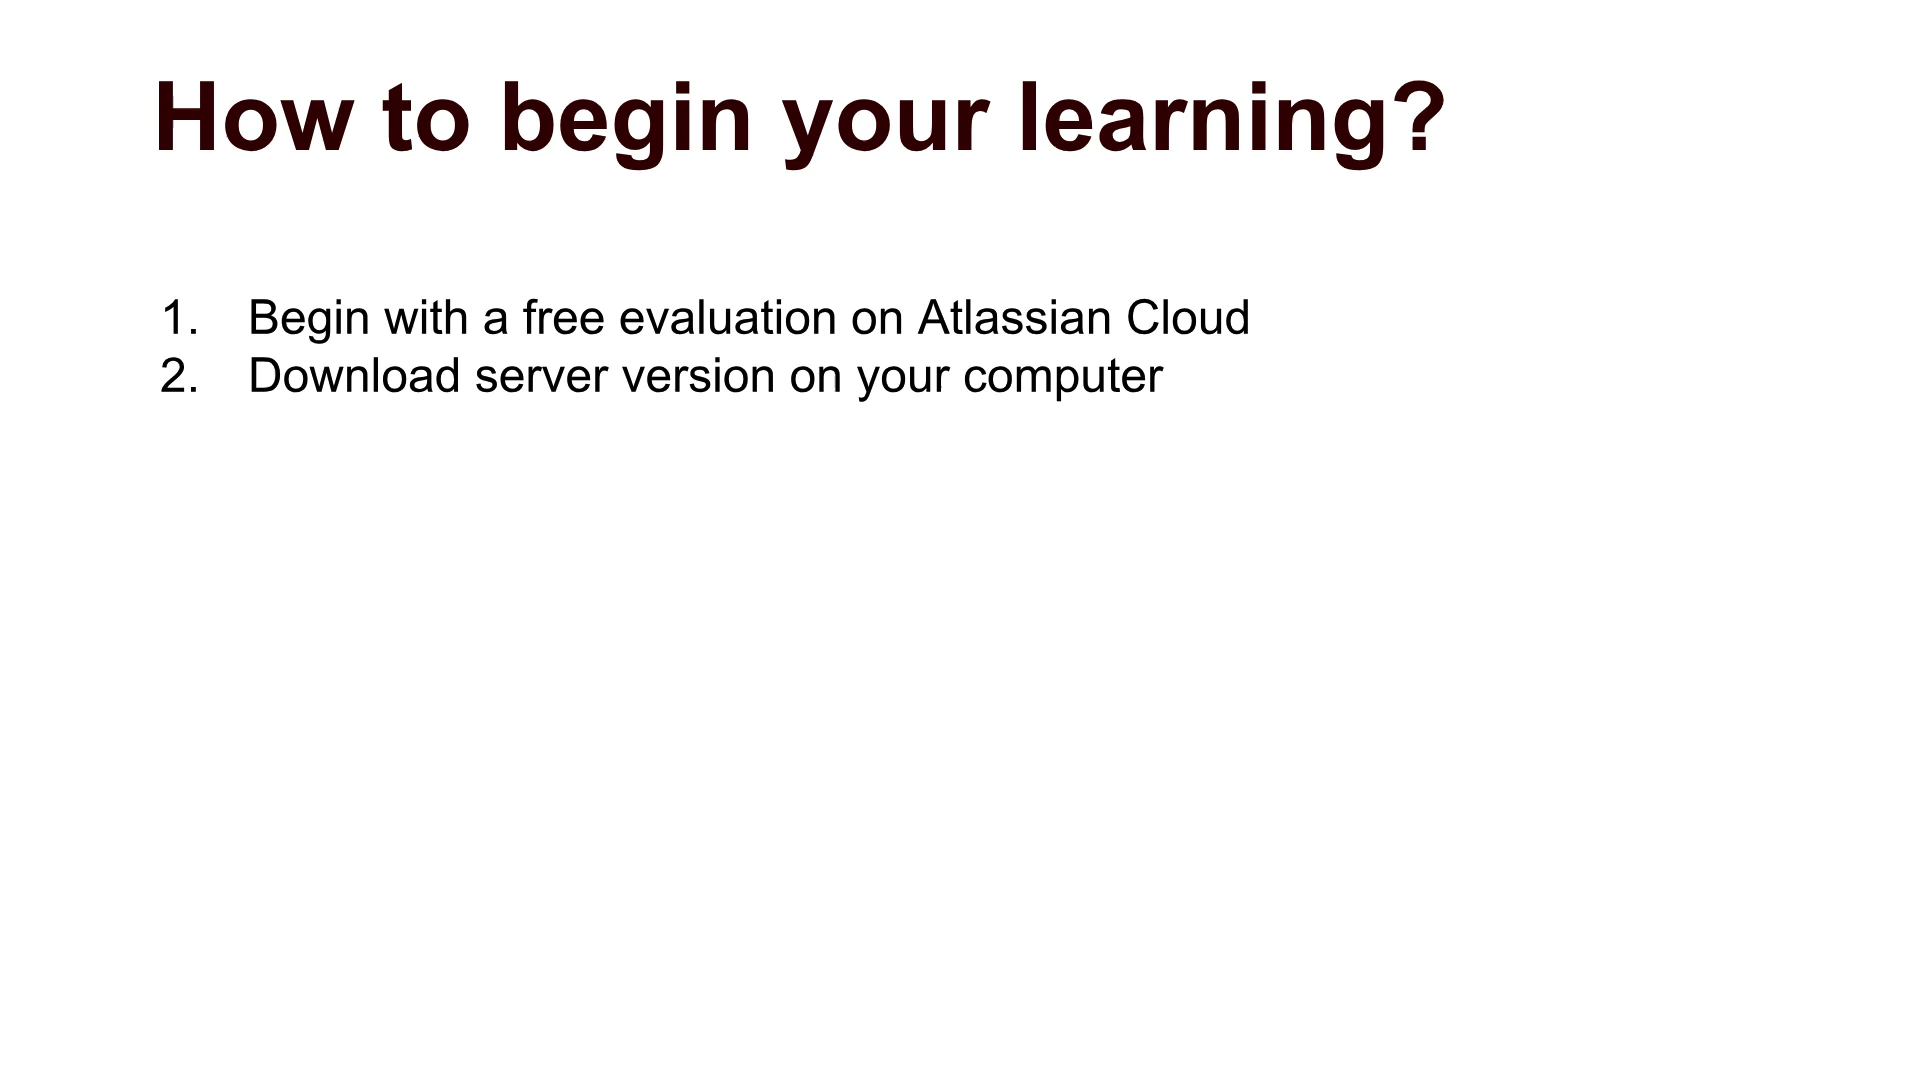 How to begin your learning?
1. Begin with a free evaluation on Atlassian Cloud
2. Download server version on your computer